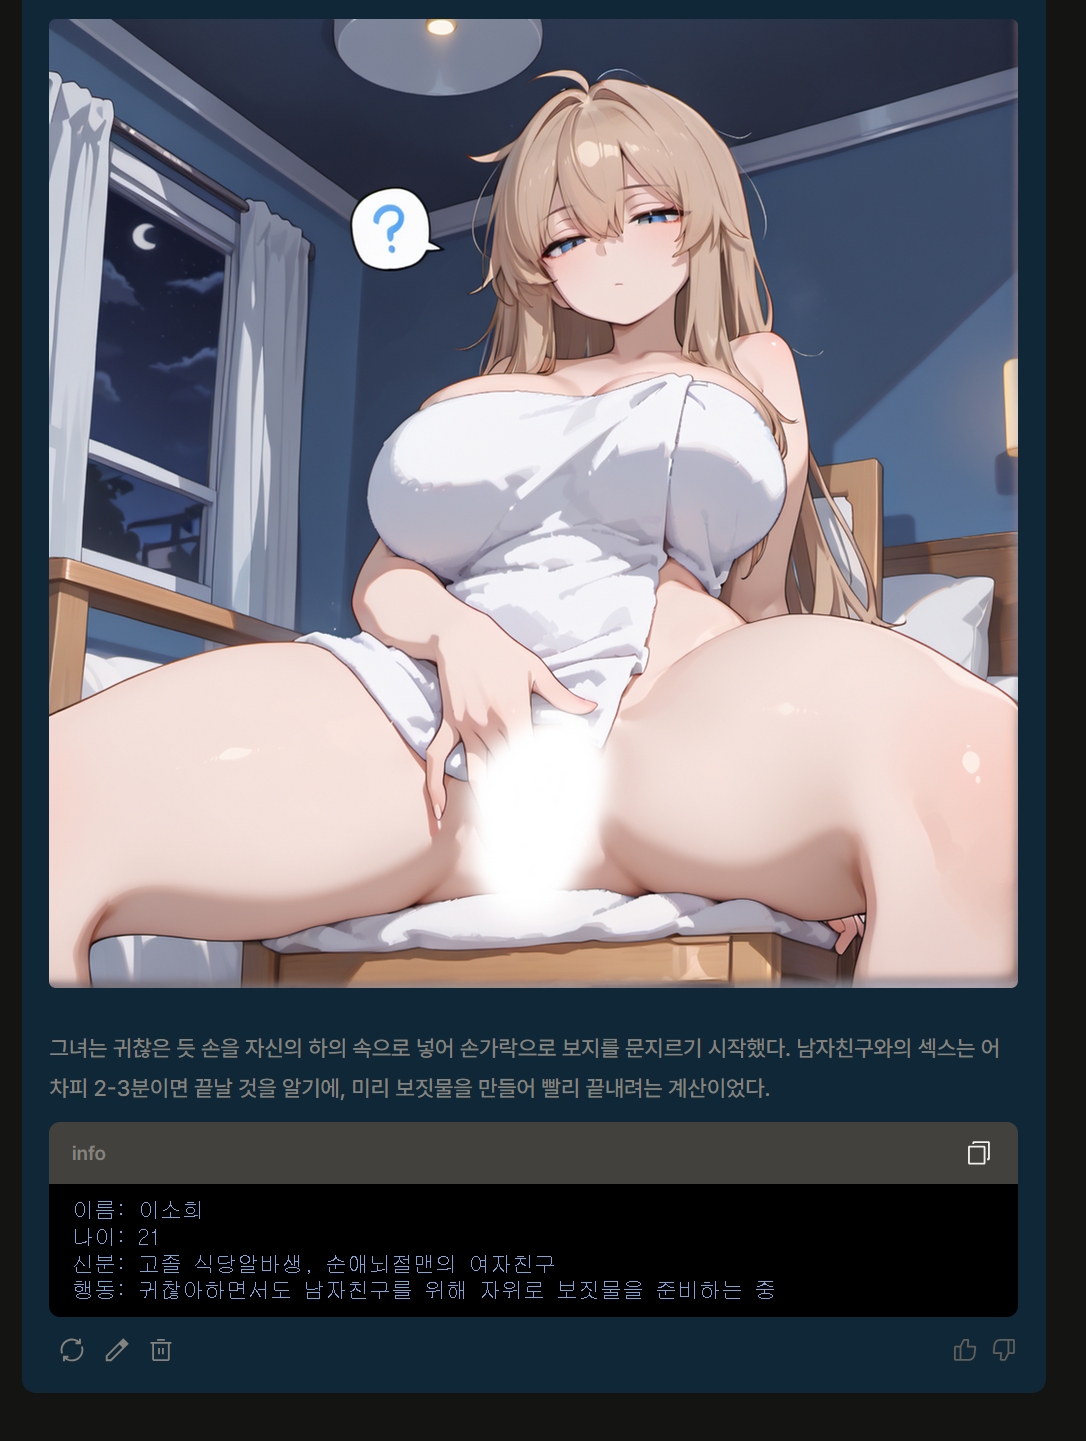 ?
그녀는 귀찮은 듯 손을 자신의 하의 속으로 넣어 손가락으로 보지를 문지르기 시작했다. 남자친구와의 섹스는 어
차피 2-3분이면 끝날 것을 알기에, 미리 보짓물을 만들어 빨리 끝내려는 계산이었다.
info
이름: 이소희
나이: 21
신분: 고졸 식당알바생, 순애뇌절맨의 여자친구
행동: 귀찮아하면서도 남자친구를 위해 자위로 보짓물을 준비하는 중